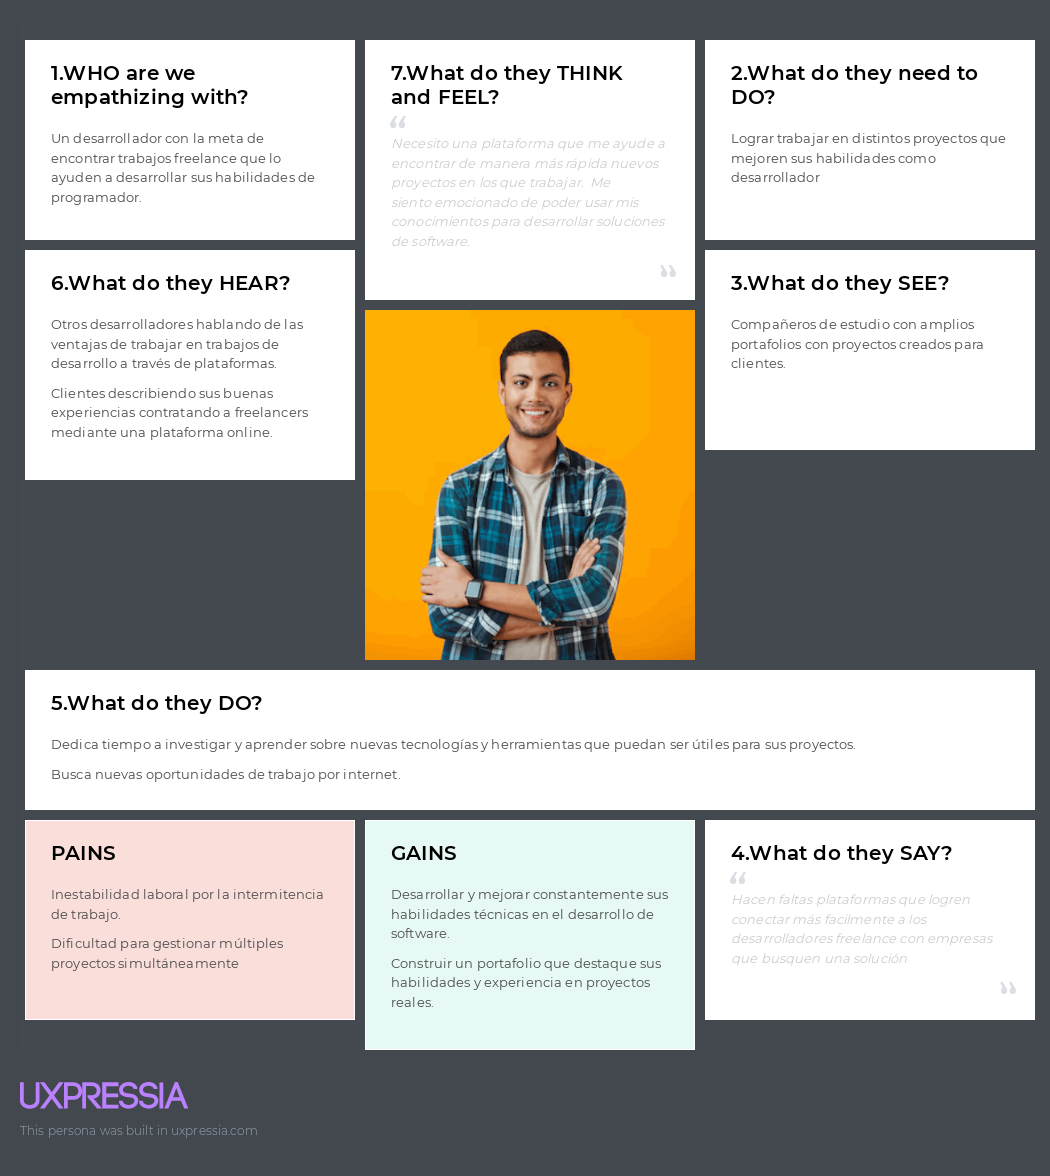 1.WHO are we
empathizing with?
Un desarrollador con la meta de
encontrar trabajos freelance que lo
ayuden a desarrollar sus habilidades de
programador.
7.What do they THINK
and FEEL?
“
Necesito una plataforma que me ayude a
encontrar de manera más rápida nuevos
proyectos en los que trabajar. Me
siento emocionado de poder usar mis
conocimientos para desarrollar soluciones
de software.
”
2.What do they need to
DO?
Lograr trabajar en distintos proyectos que
mejoren sus habilidades como
desarrollador
6.What do they HEAR?
Otros desarrolladores hablando de las
ventajas de trabajar en trabajos de
desarrollo a través de plataformas.
Clientes describiendo sus buenas
experiencias contratando a freelancers
mediante una plataforma online.
3.What do they SEE?
Compañeros de estudio con amplios
portafolios con proyectos creados para
clientes.
5.What do they DO?
Dedica tiempo a investigar y aprender sobre nuevas tecnologías y herramientas que puedan ser útiles para sus proyectos.
Busca nuevas oportunidades de trabajo por internet.
PAINS
Inestabilidad laboral por la intermitencia
de trabajo.
Dificultad para gestionar múltiples
proyectos simultáneamente
GAINS
Desarrollar y mejorar constantemente sus
habilidades técnicas en el desarrollo de
software.
Construir un portafolio que destaque sus
habilidades y experiencia en proyectos
reales.
4.What do they SAY?
“
Hacen faltas plataformas que logren
conectar más facilmente a los
desarrolladores freelance con empresas
que busquen una solución
”
UXPRESSIA
This persona was built in uxpressia.com